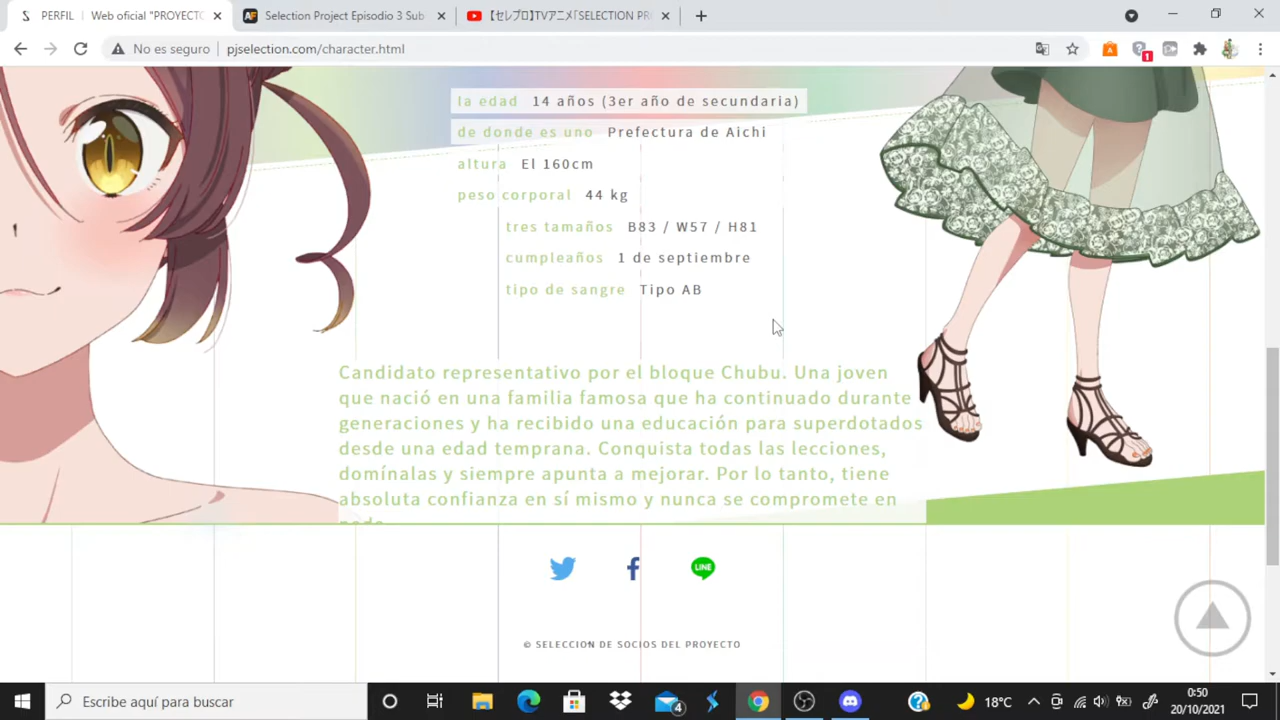 PERFIL | Web oficial "PROYECTO
Selection Project Episodio 3 Sub
【セレプロ】TVアニメ「SELECTION PR
No es seguro
pjselection.com/character.html
1
la edad 14 años (3er año de secundaria)
de donde es uno Prefectura de Aichi
altura El 160cm
peso corporal 44 kg
tres tamaños B83 / W57 / H81
cumpleaños 1 de septiembre
tipo de sangre Tipo AB
Candidato representativo por el bloque Chubu. Una joven
que nació en una familia famosa que ha continuado durante
generaciones y ha recibido una educación para superdotados
desde una edad temprana. Conquista todas las lecciones,
domínalas y siempre apunta a mejorar. Por lo tanto, tiene
absoluta confianza en sí mismo y nunca se compromete en
LINE
© SELECCIÓN DE SOCIOS DEL PROYECTO
Escribe aquí para buscar
4
18°C
0:50
20/10/2021